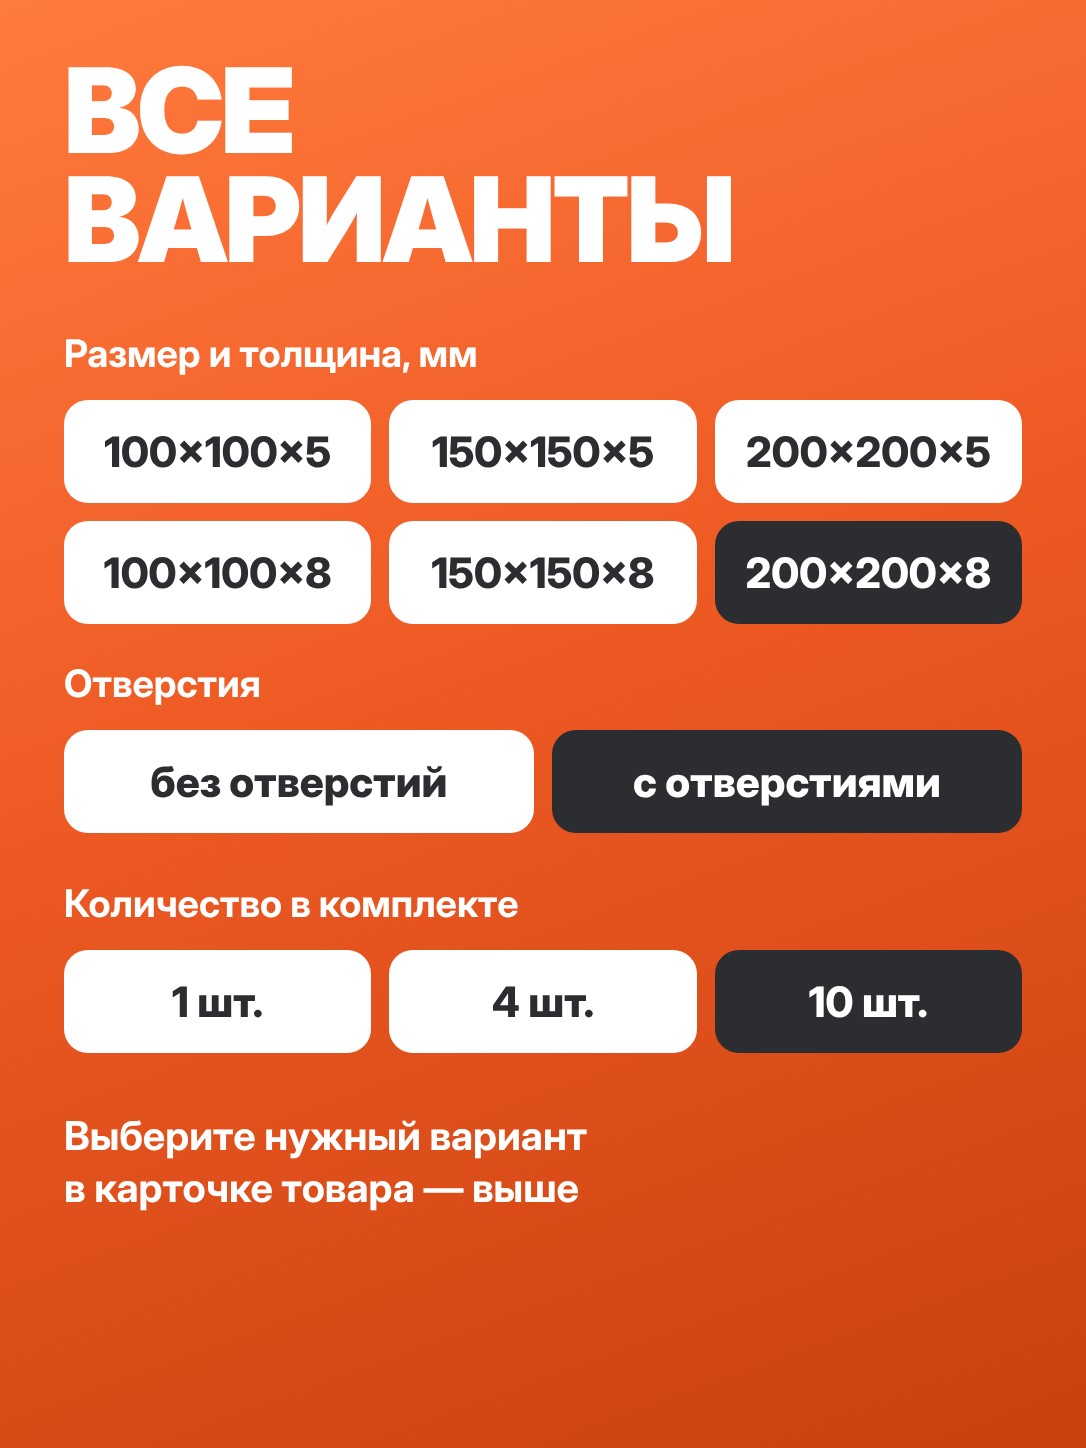 ВСЕ
ВАРИАНТЫ
Размер и толщина, мм
100×100×5 150×150×5 200×200×5
100×100×8 150×150×8 200×200×8
Отверстия
без отверстий с отверстиями
Количество в комплекте
1 шт. 4 шт. 10 шт.
Выберите нужный вариант
в карточке товара — выше